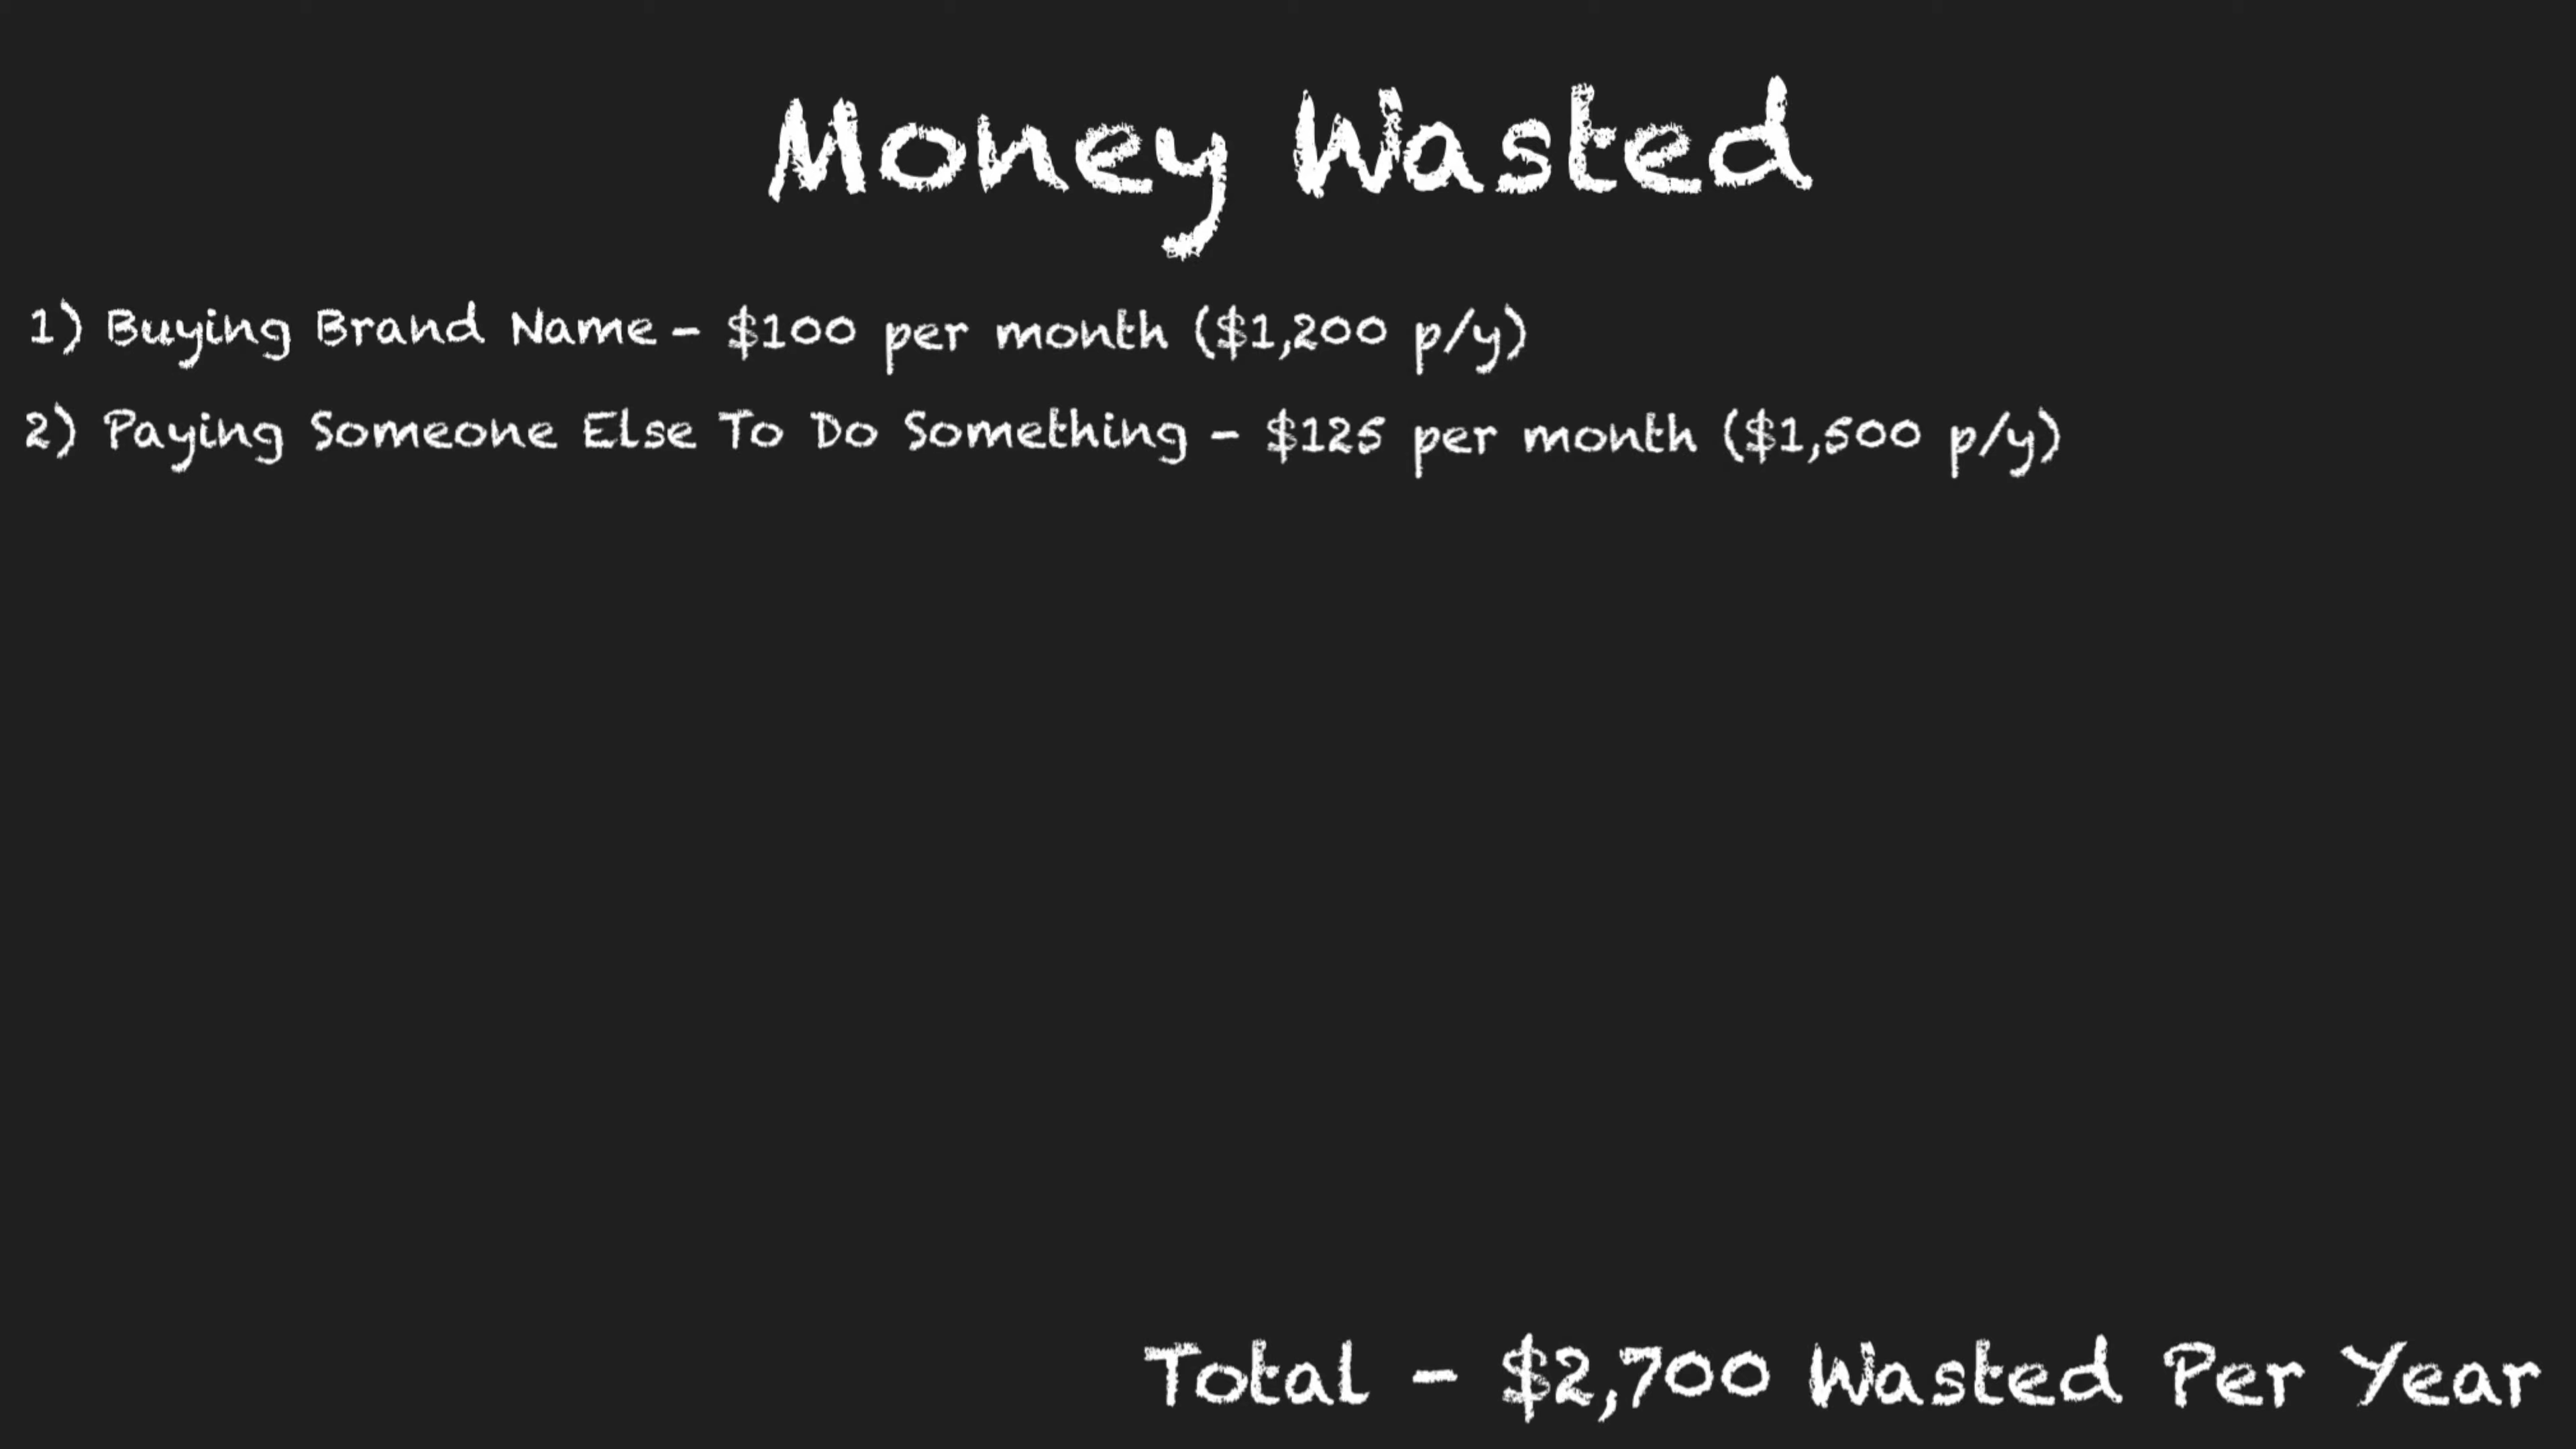 Money Wasted
1) Buying Brand Name - $100 per month ($1,200 p/y)
2) Paying Someone Else To Do Something - $125 per month ($1,500 p/y)
Total - $2,700 Wasted Per Year